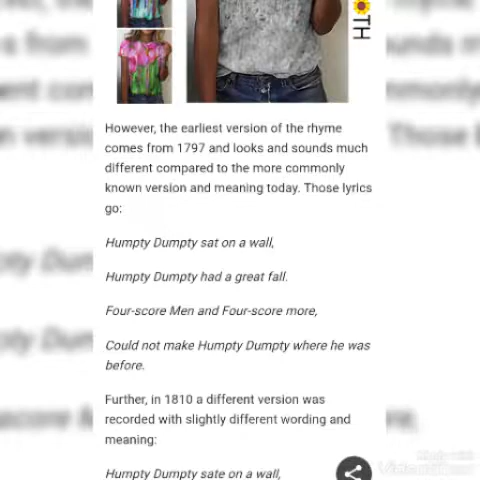 OTH
However, the earliest version of the rhyme
comes from 1797 and looks and sounds much
different compared to the more commonly
known version and meaning today. Those lyrics
go:
Humpty Dumpty sat on a wall,
Humpty Dumpty had a great fall.
Four-score Men and Four-score more,
Could not make Humpty Dumpty where he was
before.
Further, in 1810 a different version was
recorded with slightly different wording and
meaning:
Humpty Dumpty sate on a wall,